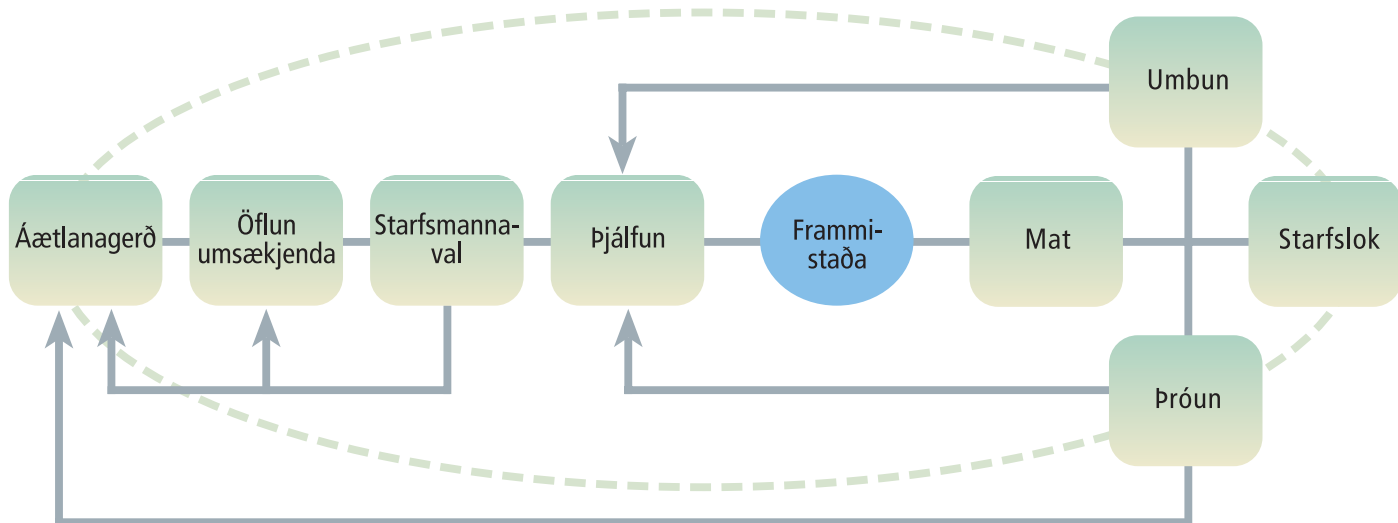 Umbun
Áætlanagerð
Öflun
umsækjenda
Starfsmanna-
val
Þjálfun
Frammi-
staða
Mat
Starfslok
Þróun